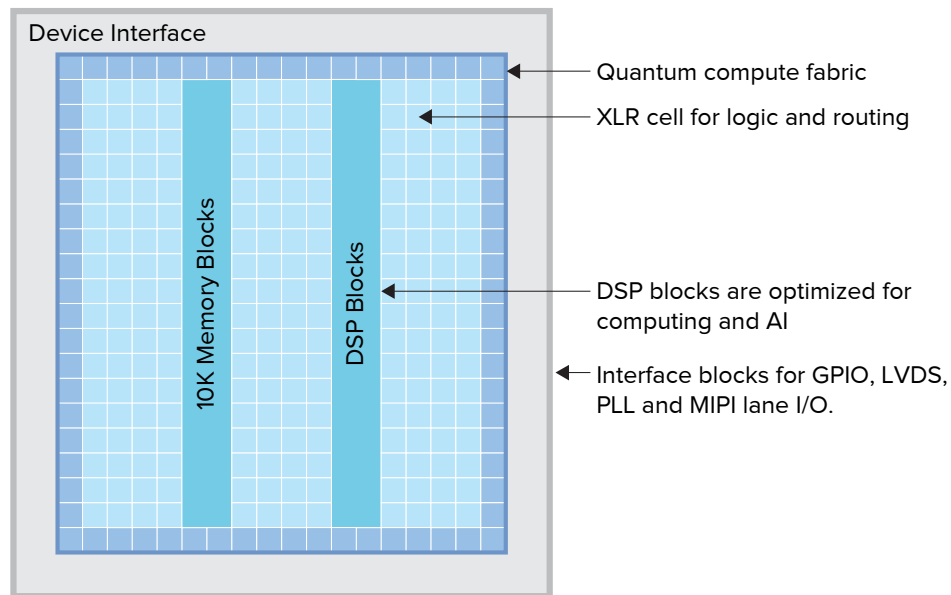 Device Interface
Quantum compute fabric
XLR cell for logic and routing
10K Memory Blocks
DSP Blocks
DSP blocks are optimized for
computing and AI
Interface blocks for GPIO, LVDS,
PLL and MIPI lane I/O.